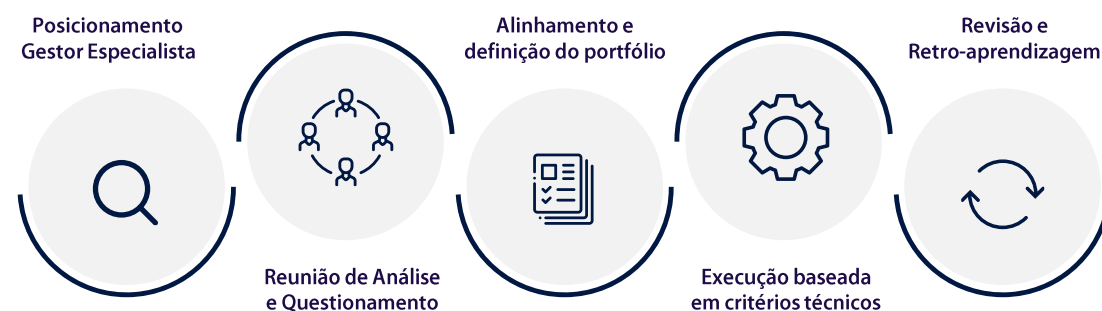 Posicionamento
Gestor Especialista
Reunião de Análise
e Questionamento
Alinhamento e
definição do portfólio
Execução baseada
em critérios técnicos
Revisão e
Retro-aprendizagem